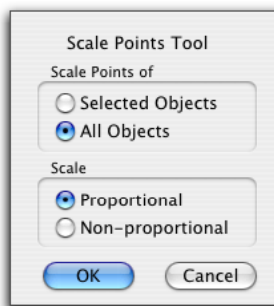 Scale Points Tool
Scale Points of
Selected Objects
All Objects
Scale
Proportional
Non-proportional
OK
Cancel